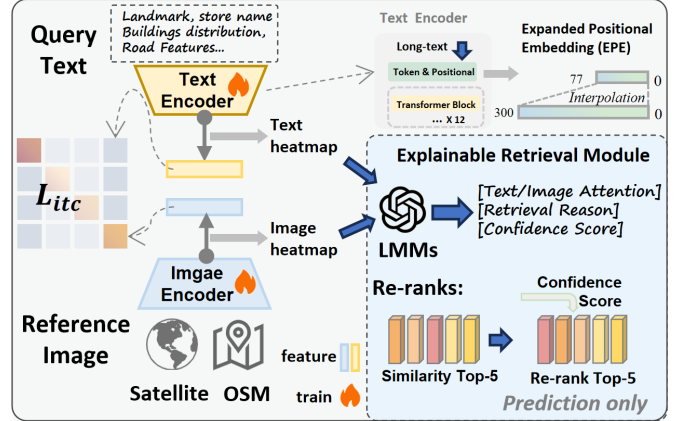 Query
Text
Landmark, store name
Buildings distribution,
Road Features...
Text
Encoder
Text
heatmap
L_itc
Image
heatmap
Imgae
Encoder
Reference
Image
Satellite
OSM
feature
train
Text Encoder
Long-text
Token & Positional
Transformer Block
... X 12
Expanded Positional
Embedding (EPE)
77
0
Interpolation
300
0
Explainable Retrieval Module
LMMs
[Text/Image Attention]
[Retrieval Reason]
[Confidence Score]
Re-ranks:
Confidence
Score
Similarity Top-5
Re-rank Top-5
Prediction only